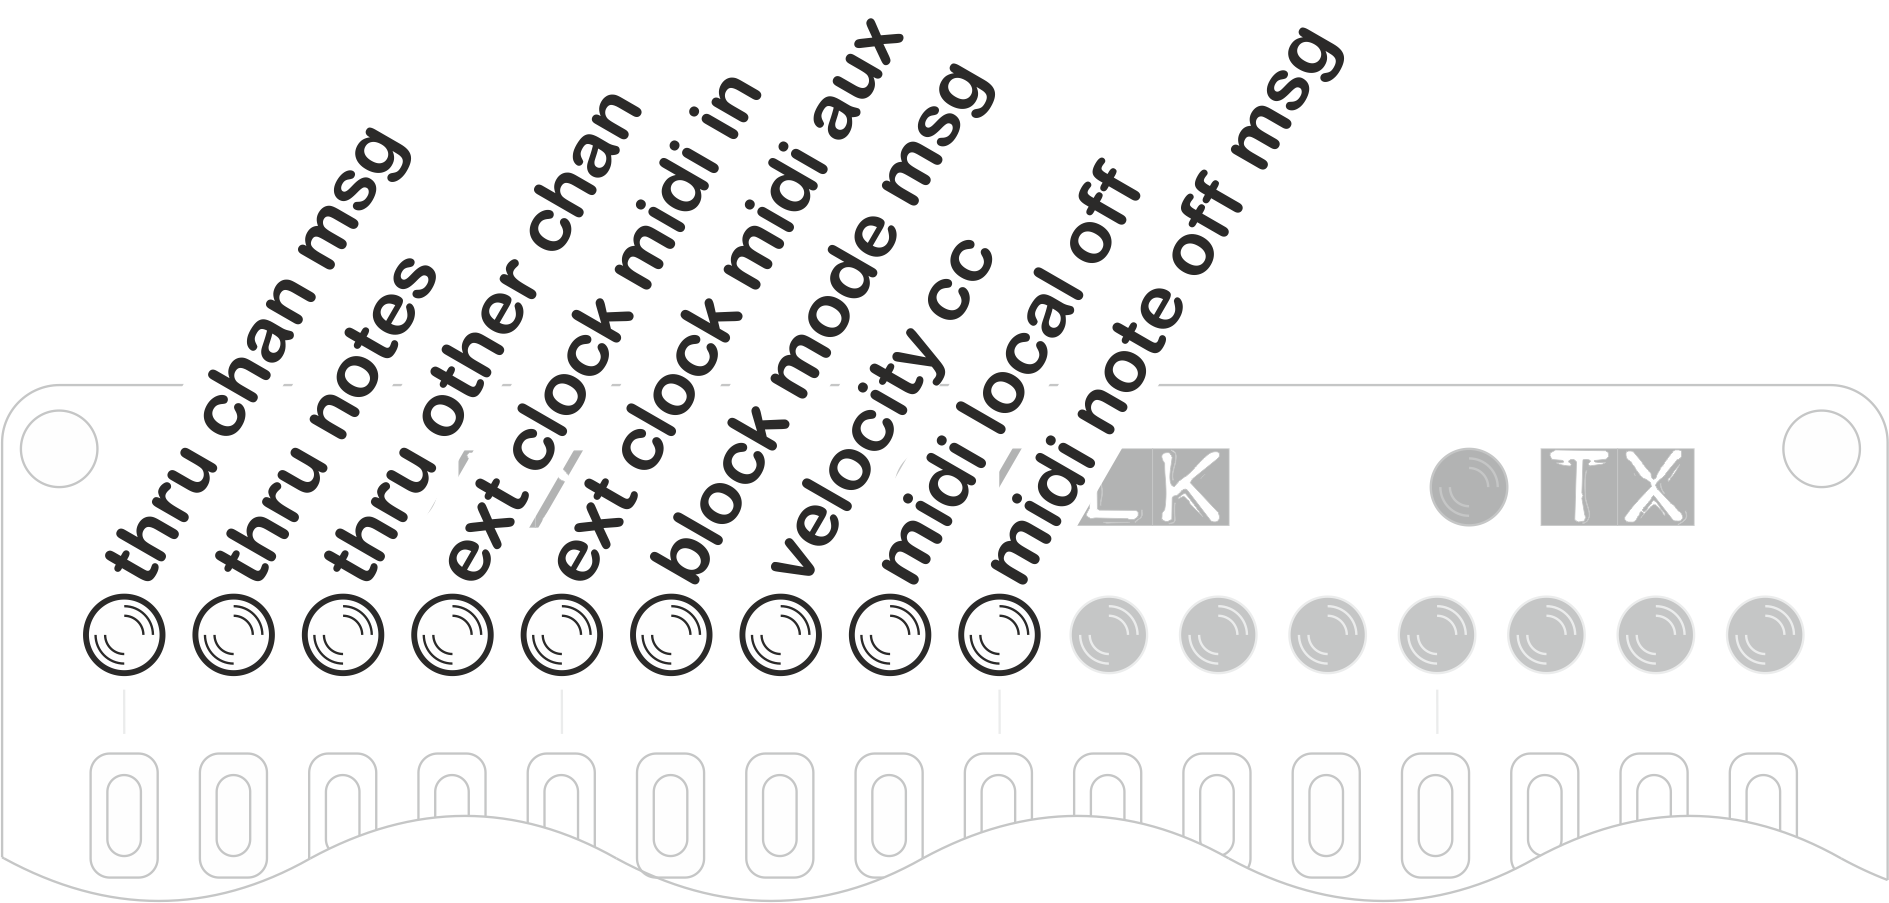 thru chan msg
thru notes
thru other chan
ext clock midi in
ext clock midi aux
block mode msg
velocity cc
midi local off
midi note off msg
LK
TX